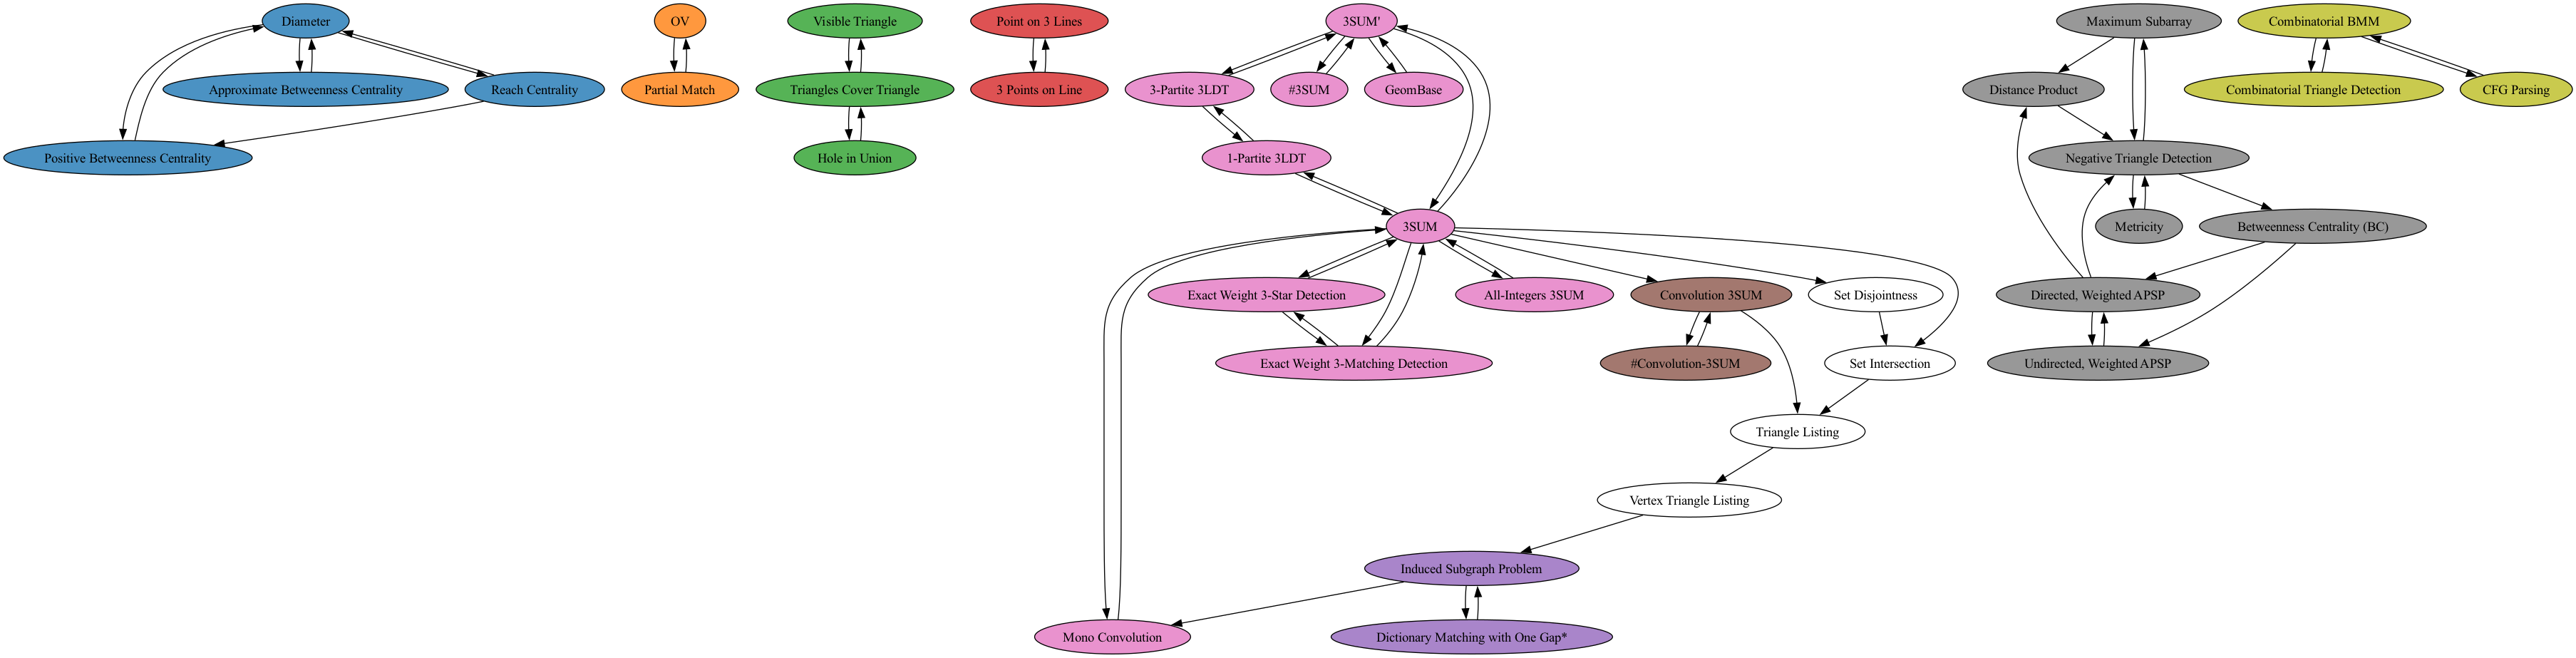 Diameter
OV
Visible Triangle
Point on 3 Lines
3SUM'
Maximum Subarray
Combinatorial BMM
Approximate Betweenness Centrality
Reach Centrality
Partial Match
Triangles Cover Triangle
3 Points on Line
3-Partite 3LDT
#3SUM
GeomBase
Distance Product
Combinatorial Triangle Detection
CFG Parsing
Positive Betweenness Centrality
Hole in Union
1-Partite 3LDT
Negative Triangle Detection
3SUM
Metricity
Betweenness Centrality (BC)
Exact Weight 3-Star Detection
All-Integers 3SUM
Convolution 3SUM
Set Disjointness
Directed, Weighted APSP
Exact Weight 3-Matching Detection
#Convolution-3SUM
Set Intersection
Undirected, Weighted APSP
Triangle Listing
Vertex Triangle Listing
Induced Subgraph Problem
Mono Convolution
Dictionary Matching with One Gap*